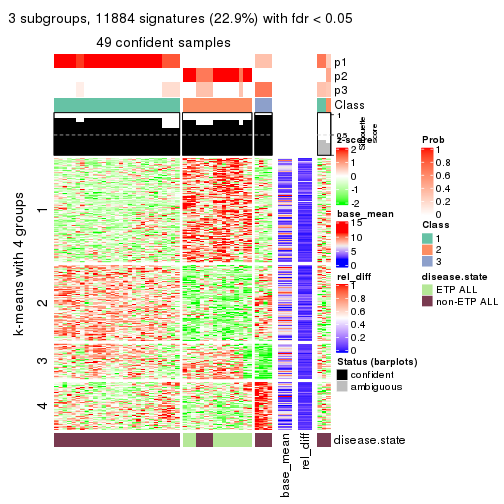 3 subgroups, 11884 signatures (22.9%) with fdr < 0.05
49 confident samples
p1
p2
p3
Class
1
0.5
Silhouette
score
k-means with 4 groups
1
2
3
4
z-score
2
1
0
-1
-2
base_mean
15
10
5
0
rel_diff
1
0.8
0.6
0.4
0.2
0
Status (barplots)
confident
ambiguous
Prob
1
0.8
0.6
0.4
0.2
0
Class
1
2
3
disease.state
ETP ALL
non-ETP ALL
disease.state
base_mean
rel_diff